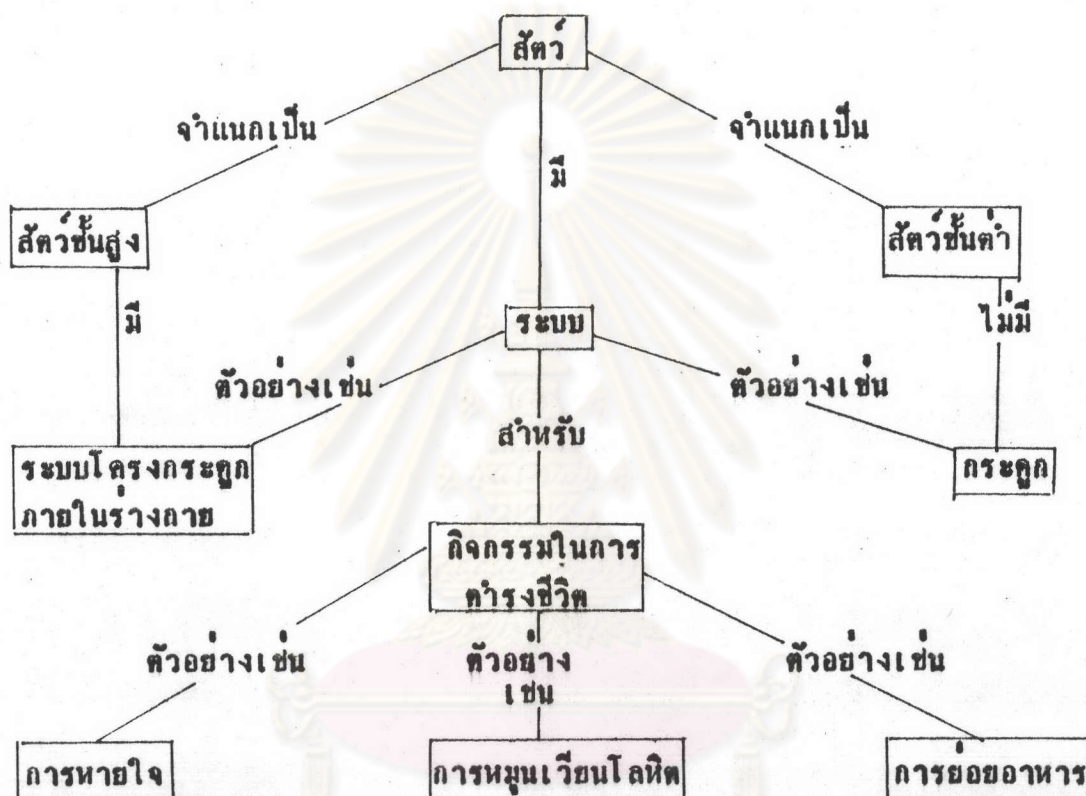 สัตว์
จำแนกเป็น
จำแนกเป็น
มี
สัตว์ชั้นสูง
สัตว์ชั้นต่ำ
มี
ระบบ
ไม่มี
ตัวอย่างเช่น
ตัวอย่างเช่น
สำหรับ
ระบบโครงกระดูก
ภายในร่างกาย
กระดูก
กิจกรรมในการ
ดำรงชีวิต
ตัวอย่างเช่น
ตัวอย่าง
เช่น
ตัวอย่างเช่น
การหายใจ
การหมุนเวียนโลหิต
การย่อยอาหาร